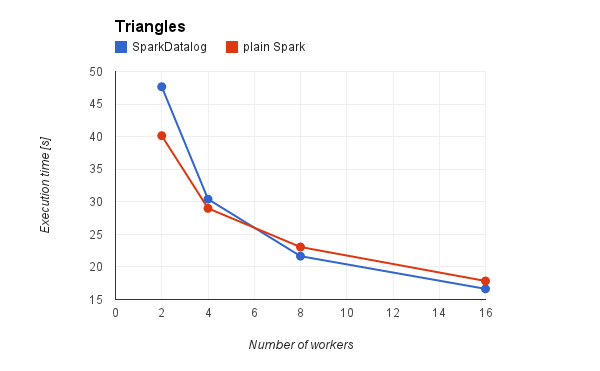 Triangles
SparkDatalog plain Spark
50
45
40
35
30
25
20
15
0 2 4 6 8 10 12 14 16
Execution time [s]
Number of workers